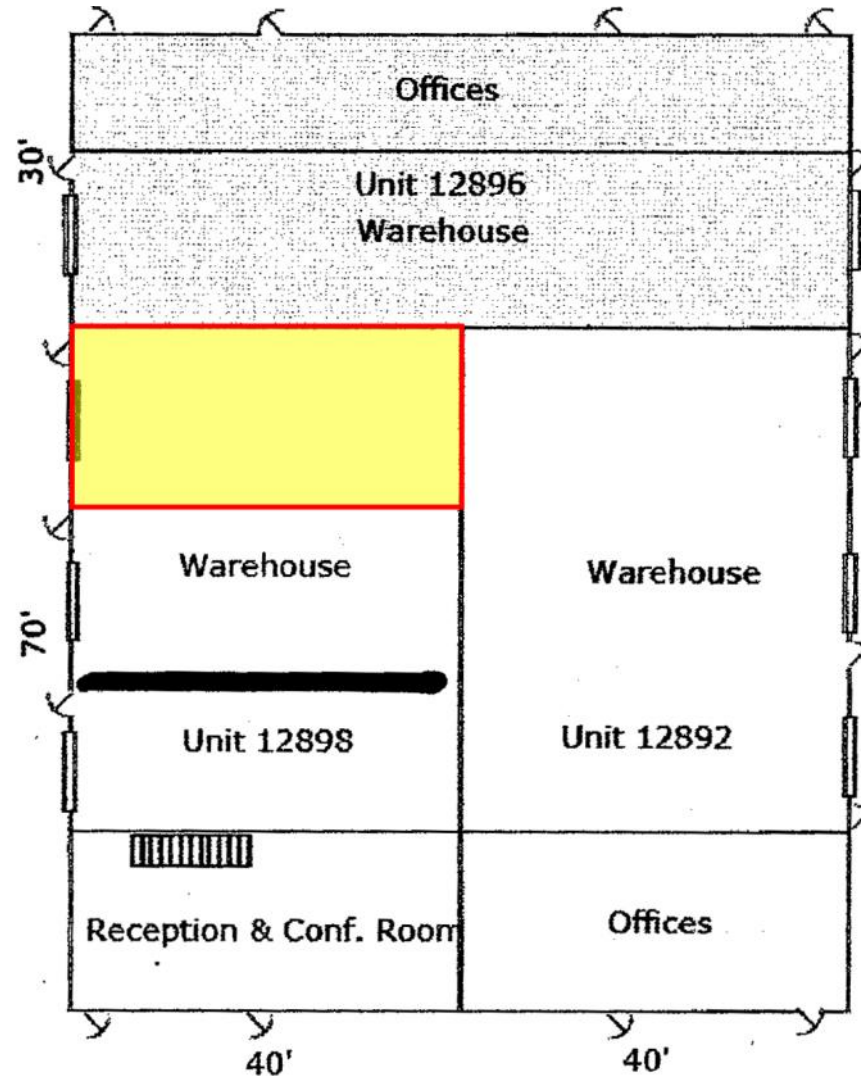 Offices
30'
Unit 12896
Warehouse
Warehouse
Warehouse
70'
Unit 12898
Unit 12892
Reception & Conf. Room
Offices
40'
40'